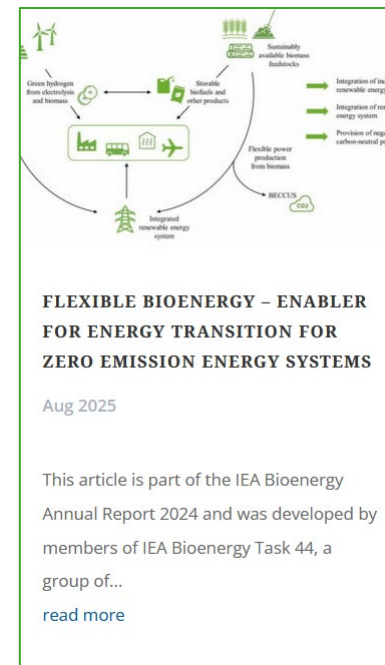 Sustainably
available biomass
feedstocks
Green hydrogen
from electrolysis
and biomass
Storable
biofuels and
other products
Integration of
renewable energy
Integration of
energy system
Provision of
carbon-neutral
Flexible power
production
from biomass
BECCUS
CO2
Integrated
renewable energy
system
FLEXIBLE BIOENERGY – ENABLER
FOR ENERGY TRANSITION FOR
ZERO EMISSION ENERGY SYSTEMS
Aug 2025
This article is part of the IEA Bioenergy
Annual Report 2024 and was developed by
members of IEA Bioenergy Task 44, a
group of...
read more